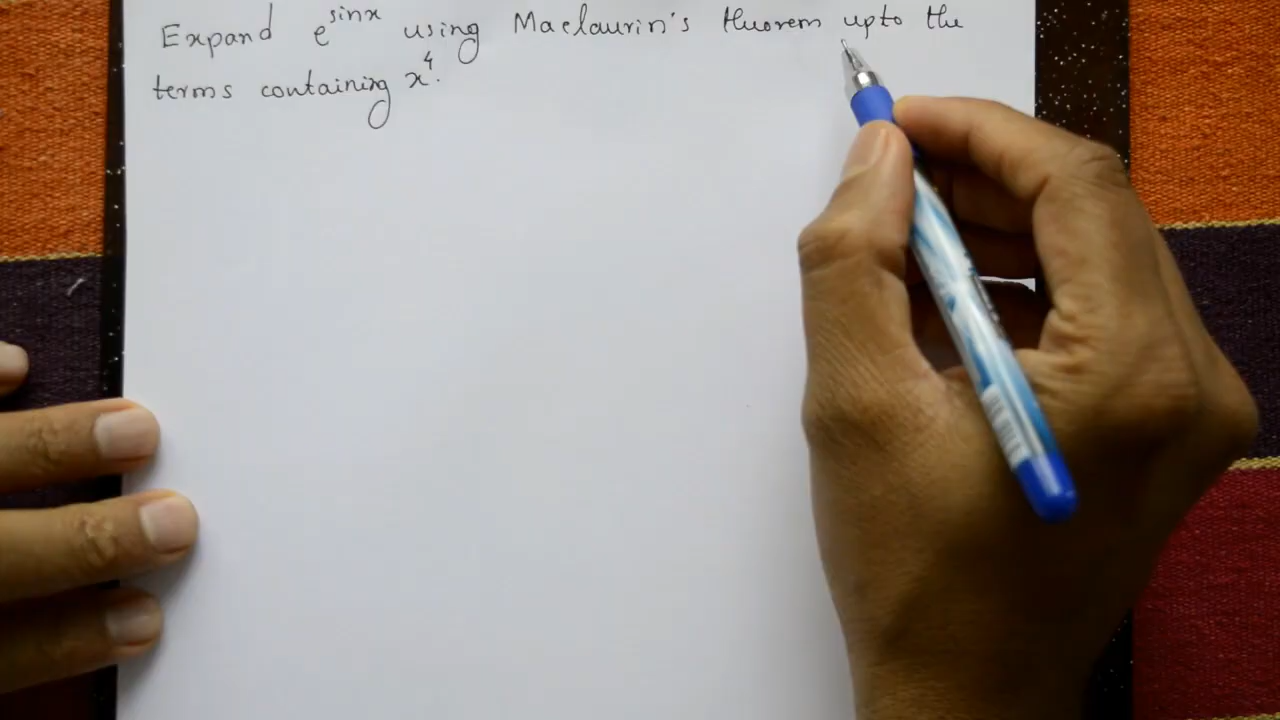 Expand e^sinx using Maclaurin's theorem upto the
terms containing x^4.